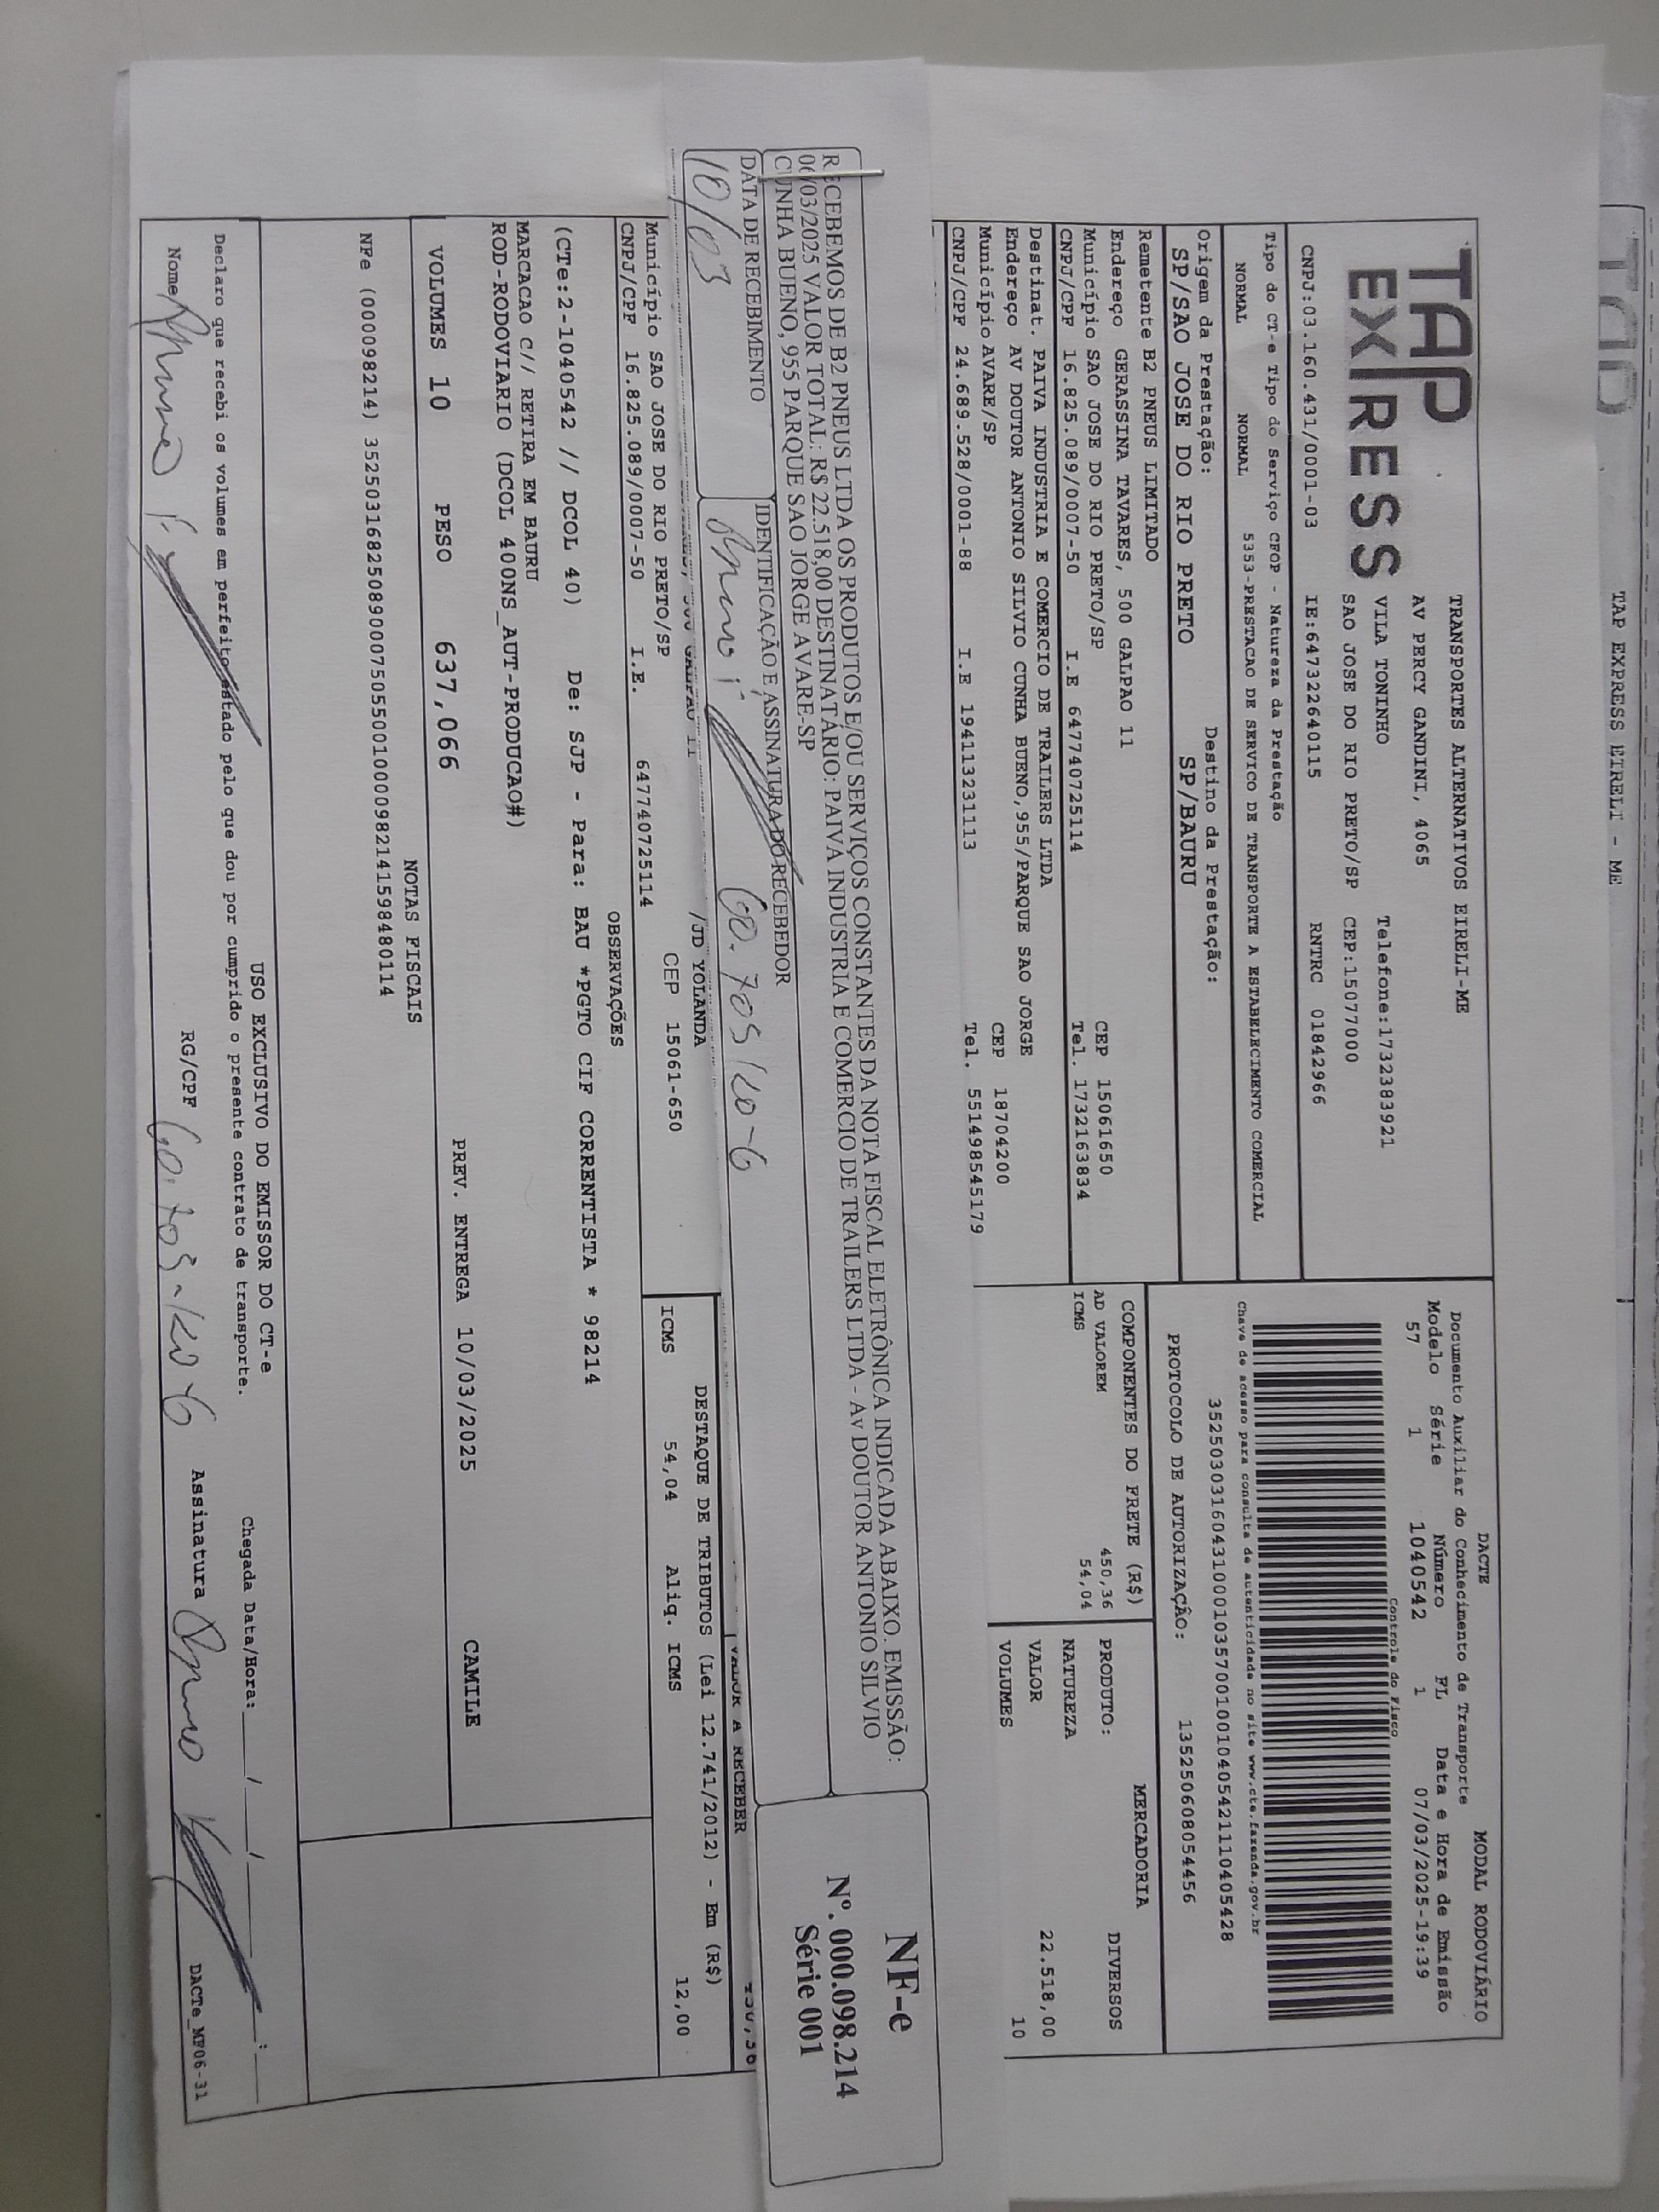 TAP EXPRESS EIRELI - ME
TAP
EXPRESS
TRANSPORTES ALTERNATIVOS EIRELI-ME
AV PERCY GANDINI, 4065
VILA TONINHO Telefone:1732383921
SAO JOSE DO RIO PRETO/SP CEP:15077000
CNPJ:03.160.431/0001-03 IE:647322640115 RNTRC 01842966
DACTE MODAL RODOVIÁRIO
Documento Auxiliar do Conhecimento de Transporte
Modelo Série Número FL Data e Hora de Emissão
57 1 1040542 1 07/03/2025-19:39
Controle do Fisco
Chave de acesso para consulta de autenticidade no site www.cte.fazenda.gov.br
35250303160431000103570010010405421110405428
PROTOCOLO DE AUTORIZAÇÃO: 135250608054456
Tipo do CT-e Tipo do Serviço CFOP - Natureza da Prestação
NORMAL NORMAL 5353-PRESTACAO DE SERVICO DE TRANSPORTE A ESTABELECIMENTO COMERCIAL
Origem da Prestação: Destino da Prestação:
SP/SAO JOSE DO RIO PRETO SP/BAURU
Remetente B2 PNEUS LIMITADO
Endereço GERASSINA TAVARES, 500 GALPAO 11
Município SAO JOSE DO RIO PRETO/SP CEP 15061650
CNPJ/CPF 16.825.089/0007-50 I.E 647740725114 Tel. 1732163834
Destinat. PAIVA INDUSTRIA E COMERCIO DE TRAILERS LTDA
Endereço AV DOUTOR ANTONIO SILVIO CUNHA BUENO,955/PARQUE SAO JORGE
Município AVARE/SP CEP 18704200
CNPJ/CPF 24.689.528/0001-88 I.E 194113231113 Tel. 5514985451­79
COMPONENTES DO FRETE (R$)
AD VALOREM 450,36
ICMS 54,04
MERCADORIA
PRODUTO: DIVERSOS
NATUREZA
VALOR 22.518,00
VOLUMES 10
RECEBEMOS DE B2 PNEUS LTDA OS PRODUTOS E/OU SERVIÇOS CONSTANTES DA NOTA FISCAL ELETRÔNICA INDICADA ABAIXO. EMISSÃO:
06/03/2025 VALOR TOTAL: R$ 22.518,00 DESTINATÁRIO: PAIVA INDUSTRIA E COMERCIO DE TRAILERS LTDA - Av DOUTOR ANTONIO SILVIO
CUNHA BUENO, 955 PARQUE SAO JORGE AVARE-SP
DATA DE RECEBIMENTO IDENTIFICAÇÃO E ASSINATURA DO RECEBEDOR
10/03
NF-e
Nº. 000.098.214
Série 001
500 GALPAO 11 /JD YOLANDA
VALOR A RECEBER 450,36
Município SAO JOSE DO RIO PRETO/SP CEP 15061-650
CNPJ/CPF 16.825.089/0007-50 I.E. 647740725114
DESTAQUE DE TRIBUTOS (Lei 12.741/2012) - Em (R$)
ICMS 54,04 Aliq. ICMS 12,00
OBSERVAÇÕES
(CTe:2-1040542 // DCOL 40) De: SJP - Para: BAU *PGTO CIF CORRENTISTA * 98214
MARCACAO C// RETIRA EM BAURU
ROD-RODOVIARIO (DCOL 400NS_AUT-PRODUCAO#)
VOLUMES 10 PESO 637,066 PREV. ENTREGA 10/03/2025 CAMILE
NOTAS FISCAIS
NFe (000098214) 35250316825089000750550010000982141598480114
USO EXCLUSIVO DO EMISSOR DO CT-e
Declaro que recebi os volumes em perfeito estado pelo que dou por cumprido o presente contrato de transporte. Chegada Data/Hora: ____/____/________:____
Nome RG/CPF Assinatura
DACTe_MF06-31